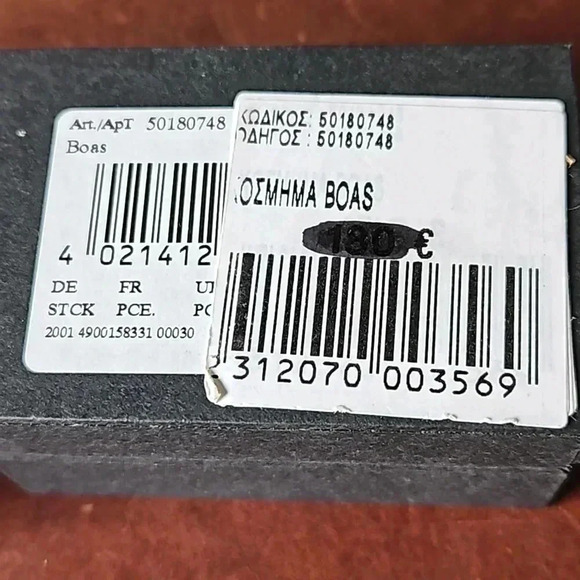 Art./ApT 50180748
Boas
4 021412
DE FR
STCK PCE.
2001 4900158331 00030
ΚΩΔΙΚΟΣ: 50180748
ΟΔΗΓΟΣ : 50180748
ΚΟΣΜΗΜΑ BOAS
180 €
312070 003569